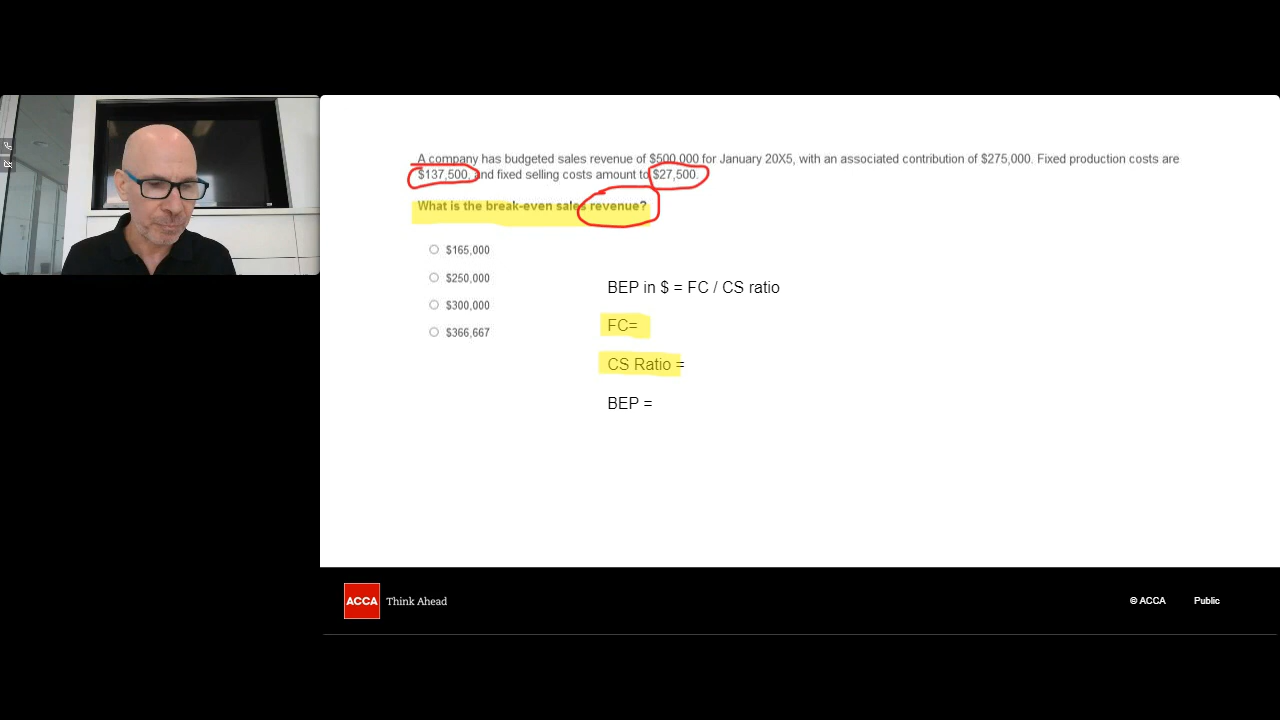 A company has budgeted sales revenue of $500,000 for January 20X5, with an associated contribution of $275,000. Fixed production costs are
$137,500, and fixed selling costs amount to $27,500.
What is the break-even sales revenue?
$165,000
$250,000
$300,000
$366,667
BEP in $ = FC / CS ratio
FC=
CS Ratio =
BEP =
ACCA Think Ahead
© ACCA Public